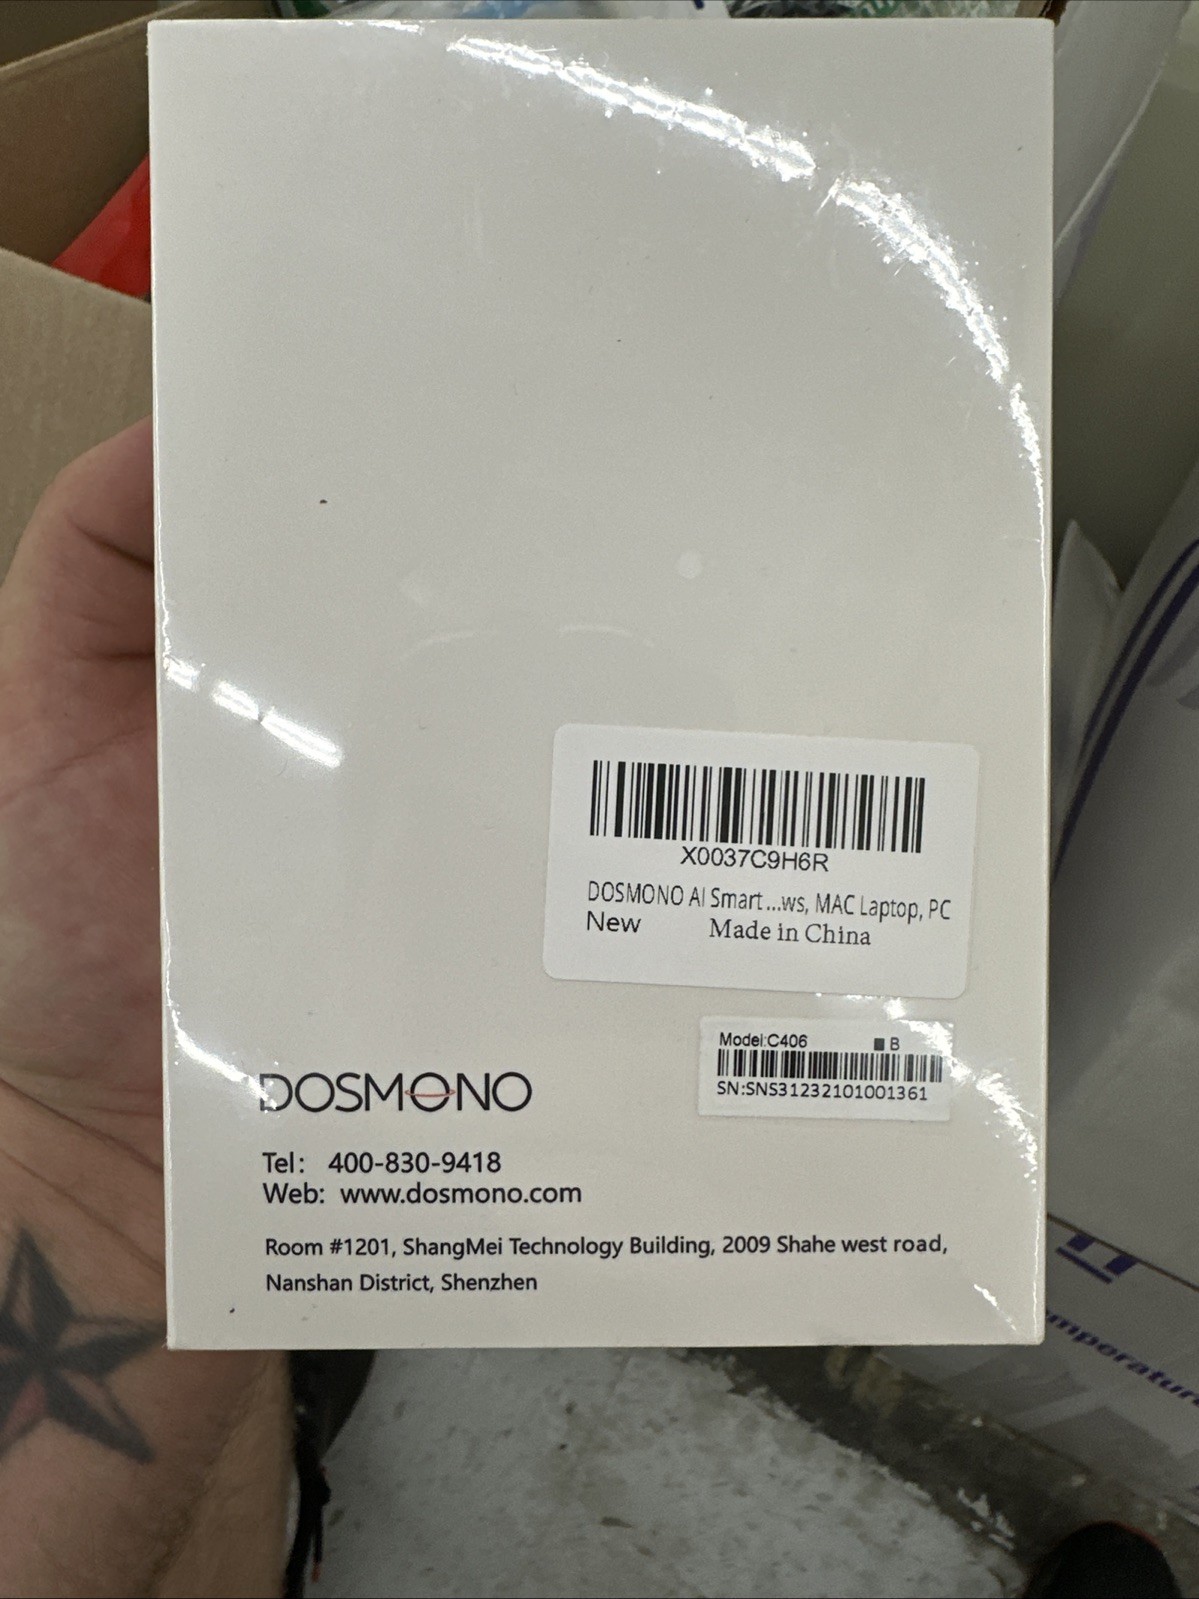 X0037C9H6R
DOSMONO AI Smart...ws, MAC Laptop, PC
New Made in China
Model:C406 ■ B
SN:SNS31232101001361
DOSMONO
Tel: 400-830-9418
Web: www.dosmono.com
Room #1201, ShangMei Technology Building, 2009 Shahe west road,
Nanshan District, Shenzhen